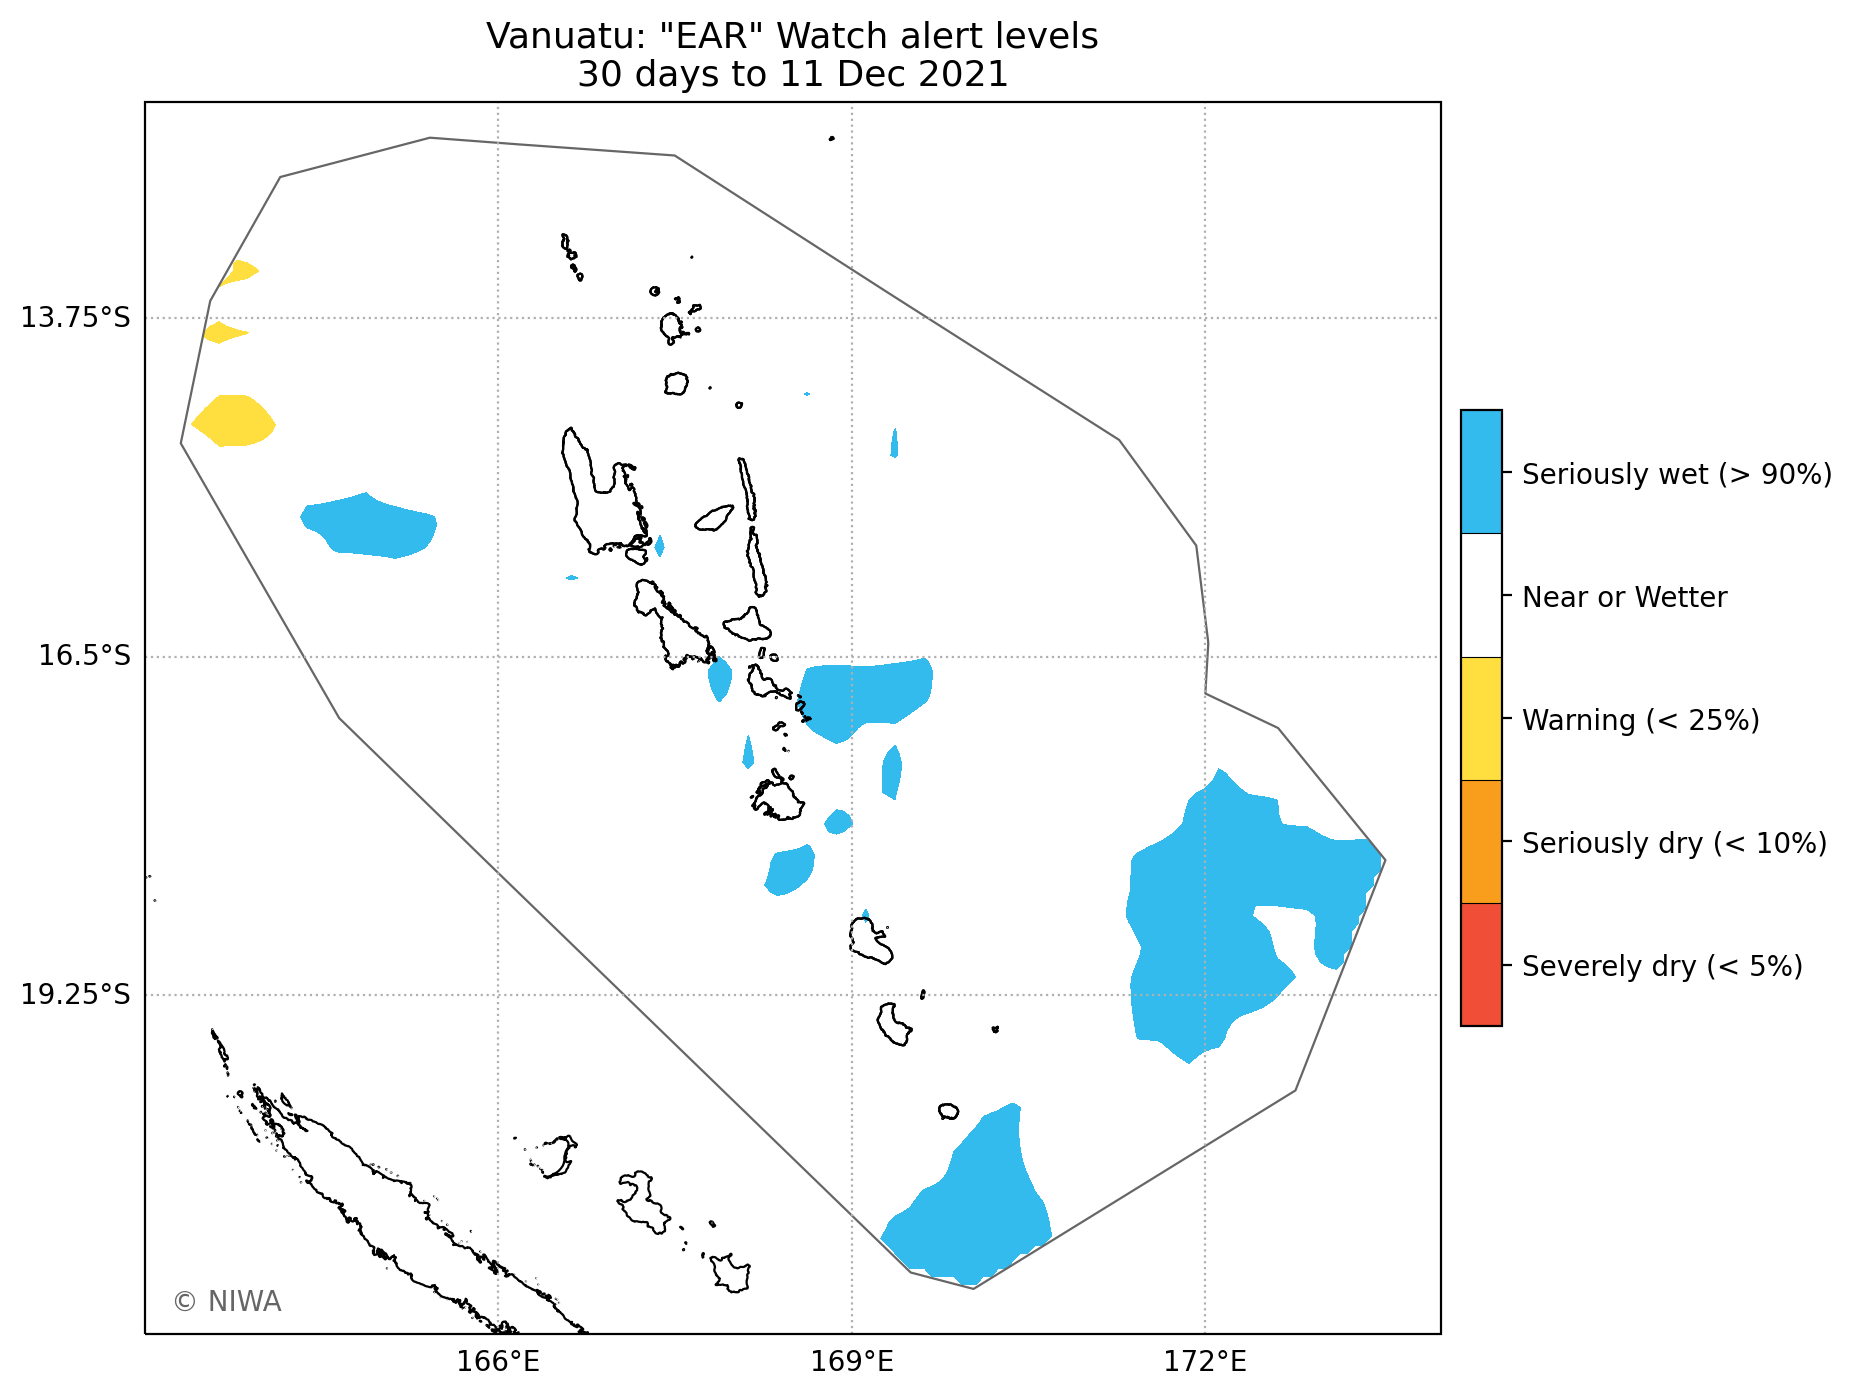 Vanuatu: "EAR" Watch alert levels
30 days to 11 Dec 2021
13.75°S
16.5°S
19.25°S
166°E
169°E
172°E
Seriously wet (> 90%)
Near or Wetter
Warning (< 25%)
Seriously dry (< 10%)
Severely dry (< 5%)
© NIWA